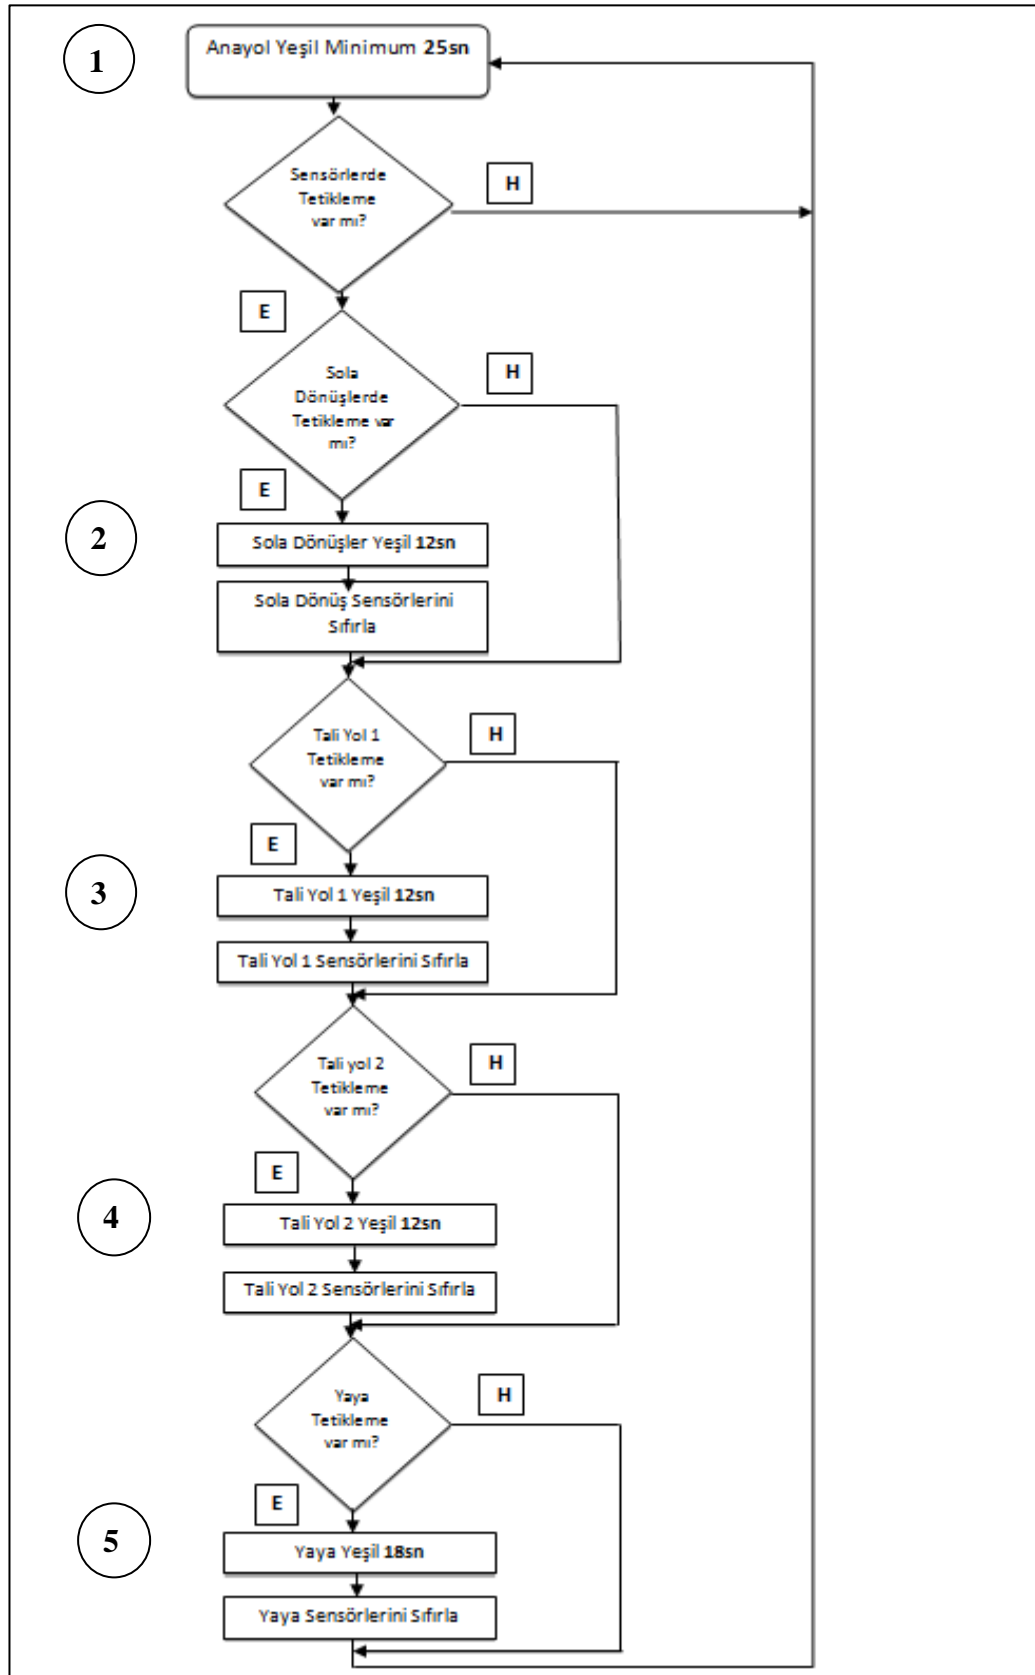 1
Anayol Yeşil Minimum 25sn
Sensörlerde
Tetikleme
var mı?
H
E
Sola
Dönüşlerde
Tetikleme var
mı?
H
E
2
Sola Dönüşler Yeşil 12sn
Sola Dönüş Sensörlerini
Sıfırla
Tali Yol 1
Tetikleme
var mı?
H
E
3
Tali Yol 1 Yeşil 12sn
Tali Yol 1 Sensörlerini Sıfırla
Tali yol 2
Tetikleme
var mı?
H
E
4
Tali Yol 2 Yeşil 12sn
Tali Yol 2 Sensörlerini Sıfırla
Yaya
Tetikleme
var mı?
H
E
5
Yaya Yeşil 18sn
Yaya Sensörlerini Sıfırla